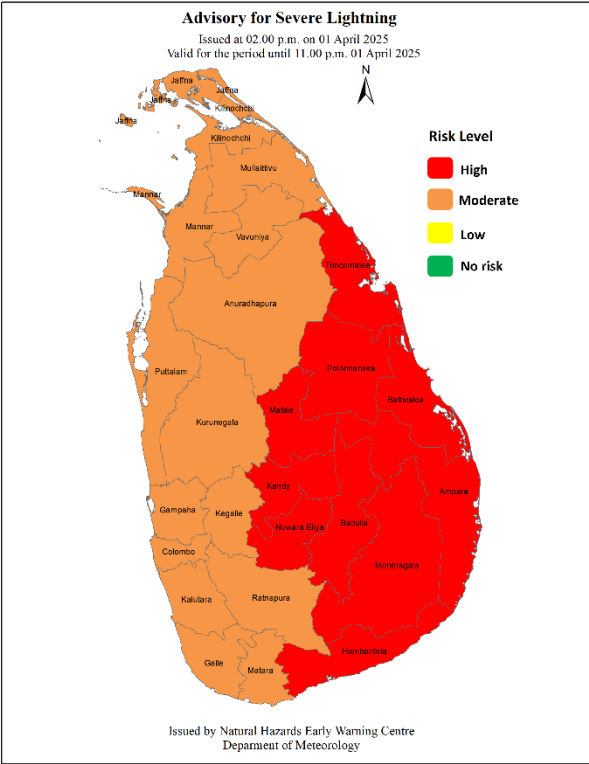 Advisory for Severe Lightning
Issued at 02.00 p.m. on 01 April 2025
Valid for the period until 11.00 p.m. 01 April 2025
N
Jaffna
Jaffna
Jaffna
Kilinochchi
Jaffna
Kilinochchi
Mullaittivu
Mannar
Mannar
Vavuniya
Trincomalee
Anuradhapura
Polonnaruwa
Puttalam
Batticaloa
Matale
Kurunegala
Kandy
Ampara
Gampaha
Kegalle
Nuwara Eliya
Badulla
Colombo
Moneragala
Kalutara
Ratnapura
Hambantota
Galle
Matara
Risk Level
High
Moderate
Low
No risk
Issued by Natural Hazards Early Warning Centre
Deparment of Meteorology